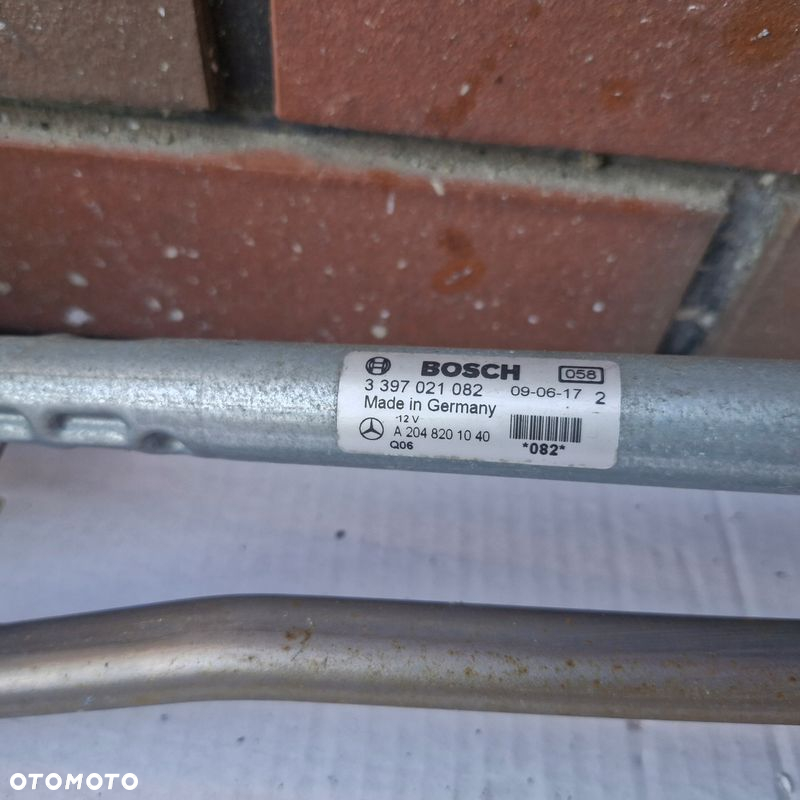 BOSCH 058
3 397 021 082 09-06-17 2
Made in Germany
-12 V
A 204 820 10 40
Q06 *082*
OTOMOTO